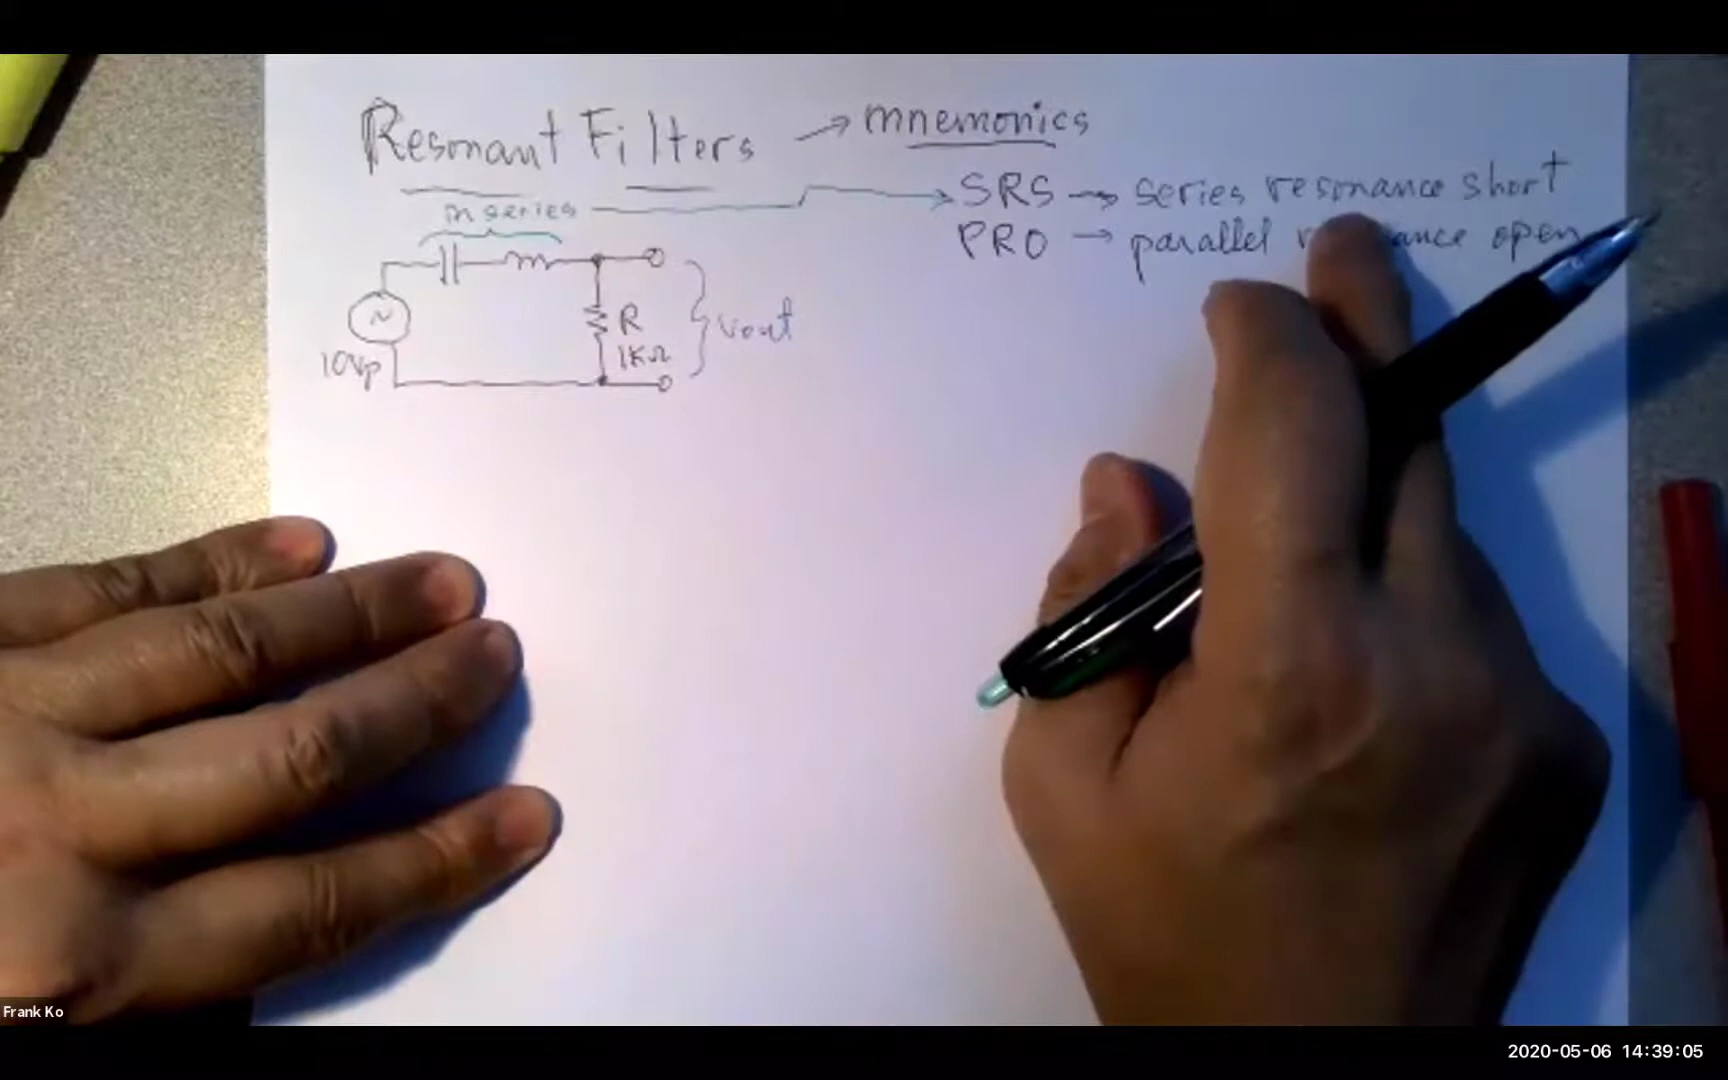 Resonant Filters → mnemonics
SRS → series resonance short
in series
PRO → parallel open
R
1KΩ
Vout
10Vp
Frank Ko
2020-05-06 14:39:05